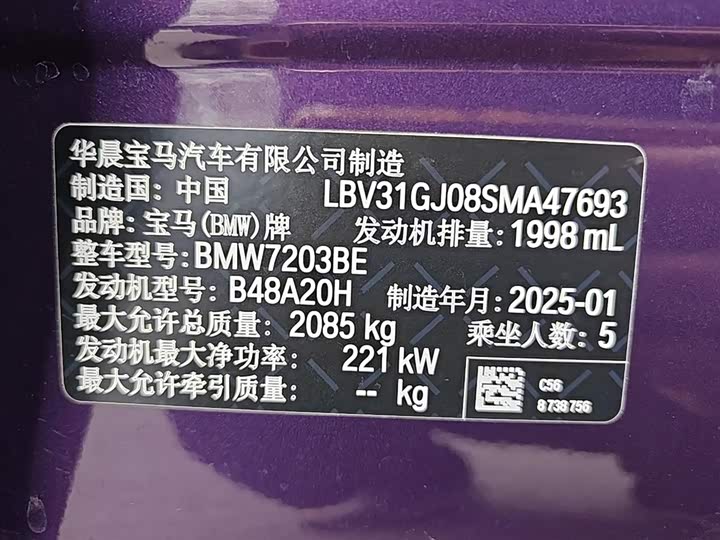 华晨宝马汽车有限公司制造
制造国: 中国 LBV31GJ08SMA47693
品牌: 宝马(BMW)牌 发动机排量: 1998 mL
整车型号: BMW7203BE
发动机型号: B48A20H 制造年月: 2025-01
最大允许总质量: 2085 kg 乘坐人数: 5
发动机最大净功率: 221 kW
最大允许牵引质量: -- kg
C56
8 738 756